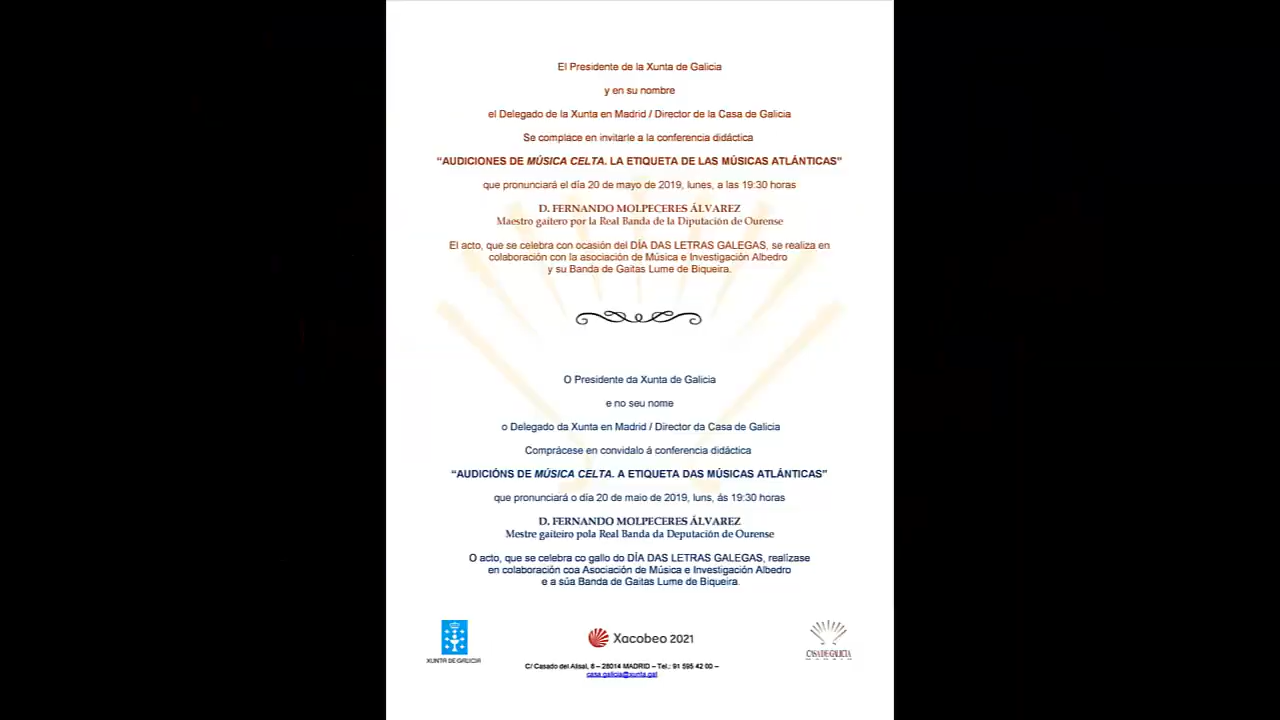 El Presidente de la Xunta de Galicia
y en su nombre
el Delegado de la Xunta en Madrid / Director de la Casa de Galicia
Se complace en invitarle a la conferencia didáctica
“AUDICIONES DE MÚSICA CELTA. LA ETIQUETA DE LAS MÚSICAS ATLÁNTICAS”
que pronunciará el día 20 de mayo de 2019, lunes, a las 19:30 horas
D. FERNANDO MOLPECERES ÁLVAREZ
Maestro gaitero por la Real Banda de la Diputación de Ourense
El acto, que se celebra con ocasión del DÍA DAS LETRAS GALEGAS, se realiza en
colaboración con la asociación de Música e Investigación Albedro
y su Banda de Gaitas Lume de Biqueira.
O Presidente da Xunta de Galicia
e no seu nome
o Delegado da Xunta en Madrid / Director da Casa de Galicia
Comprácese en convidalo á conferencia didáctica
“AUDICIÓNS DE MÚSICA CELTA. A ETIQUETA DAS MÚSICAS ATLÁNTICAS”
que pronunciará o día 20 de maio de 2019, luns, ás 19:30 horas
D. FERNANDO MOLPECERES ÁLVAREZ
Mestre gaiteiro pola Real Banda da Deputación de Ourense
O acto, que se celebra co gallo do DÍA DAS LETRAS GALEGAS, realízase
en colaboración coa Asociación de Música e Investigación Albedro
e a súa Banda de Gaitas Lume de Biqueira.
XUNTA DE GALICIA
Xacobeo 2021
CASA DE GALICIA
MADRID
C/ Casado del Alisal, 8 – 28014 MADRID – Tel.: 91 595 42 00 –
casa.galicia@xunta.gal